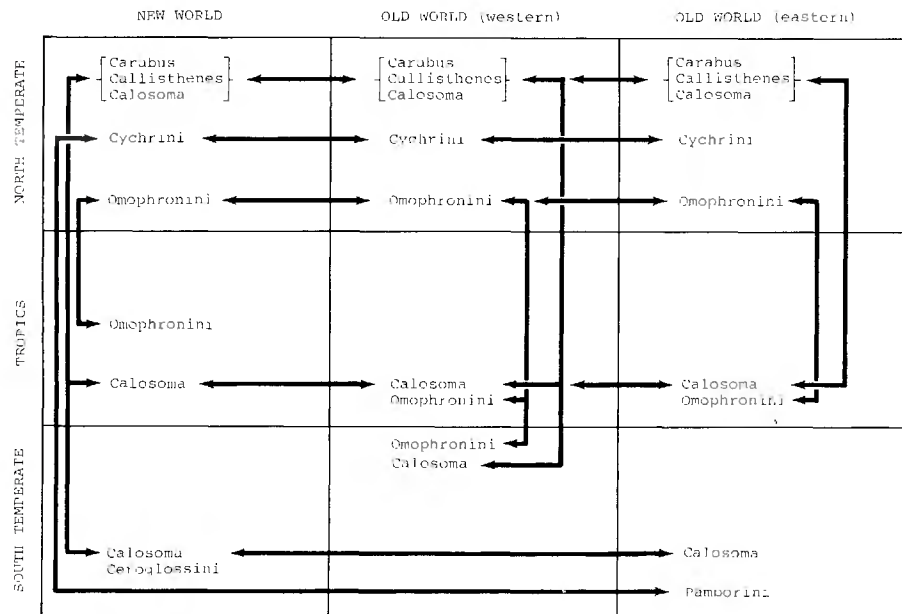 NEW WORLD OLD WORLD (western) OLD WORLD (eastern)
NORTH TEMPERATE
Carabus Carabus Carabus
Callisthenes Callisthenes Callisthenes
Calosoma Calosoma Calosoma
Cychrini Cychrini Cychrini
Omophronini Omophronini Omophronini
TROPICS
Omophronini
Calosoma Calosoma Calosoma
Omophronini Omophronini
SOUTH TEMPERATE
Omophronini
Calosoma
Calosoma Calosoma
Ceroglossini
Pamborini